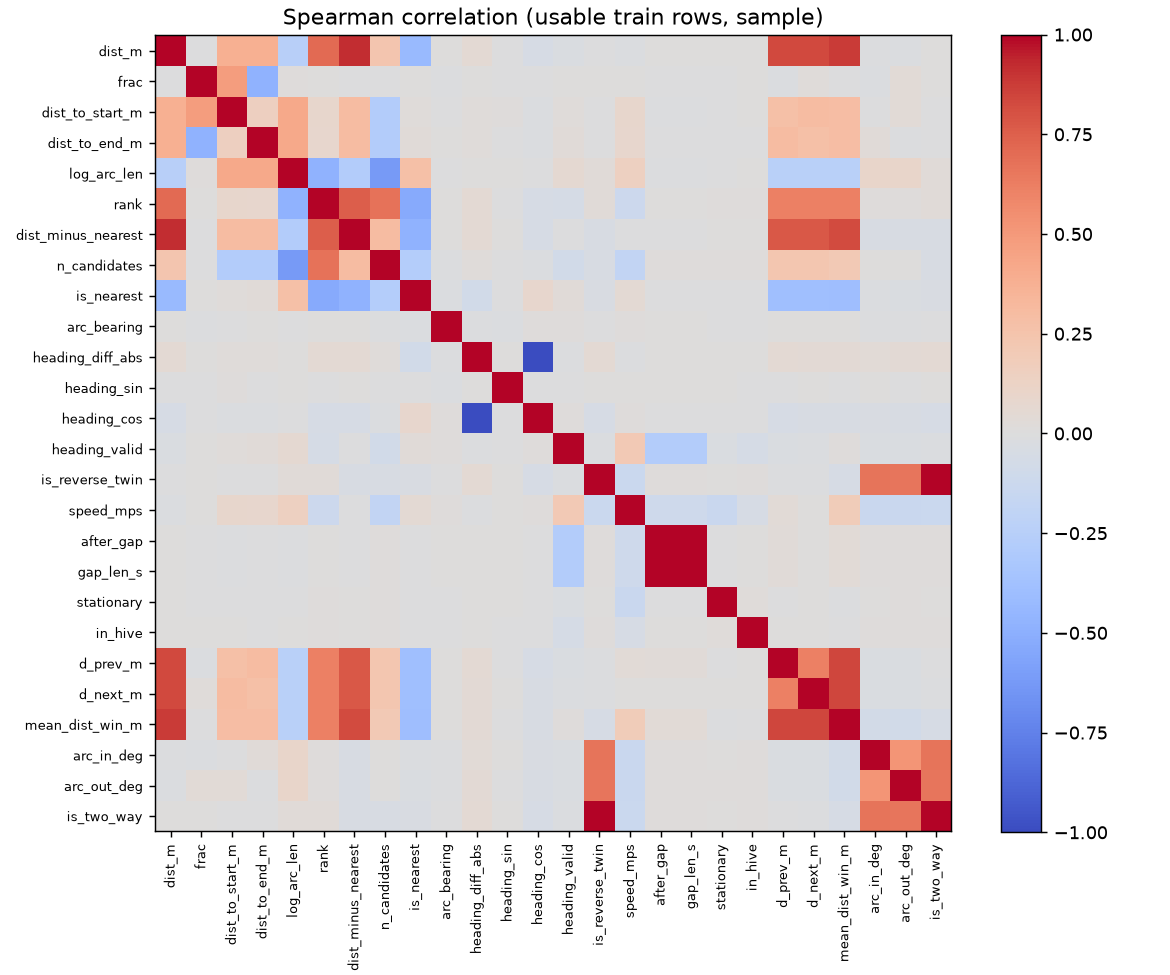 Spearman correlation (usable train rows, sample)
dist_m
frac
dist_to_start_m
dist_to_end_m
log_arc_len
rank
dist_minus_nearest
n_candidates
is_nearest
arc_bearing
heading_diff_abs
heading_sin
heading_cos
heading_valid
is_reverse_twin
speed_mps
after_gap
gap_len_s
stationary
in_hive
d_prev_m
d_next_m
mean_dist_win_m
arc_in_deg
arc_out_deg
is_two_way
dist_m
frac
dist_to_start_m
dist_to_end_m
log_arc_len
rank
dist_minus_nearest
n_candidates
is_nearest
arc_bearing
heading_diff_abs
heading_sin
heading_cos
heading_valid
is_reverse_twin
speed_mps
after_gap
gap_len_s
stationary
in_hive
d_prev_m
d_next_m
mean_dist_win_m
arc_in_deg
arc_out_deg
is_two_way
1.00
0.75
0.50
0.25
0.00
−0.25
−0.50
−0.75
−1.00